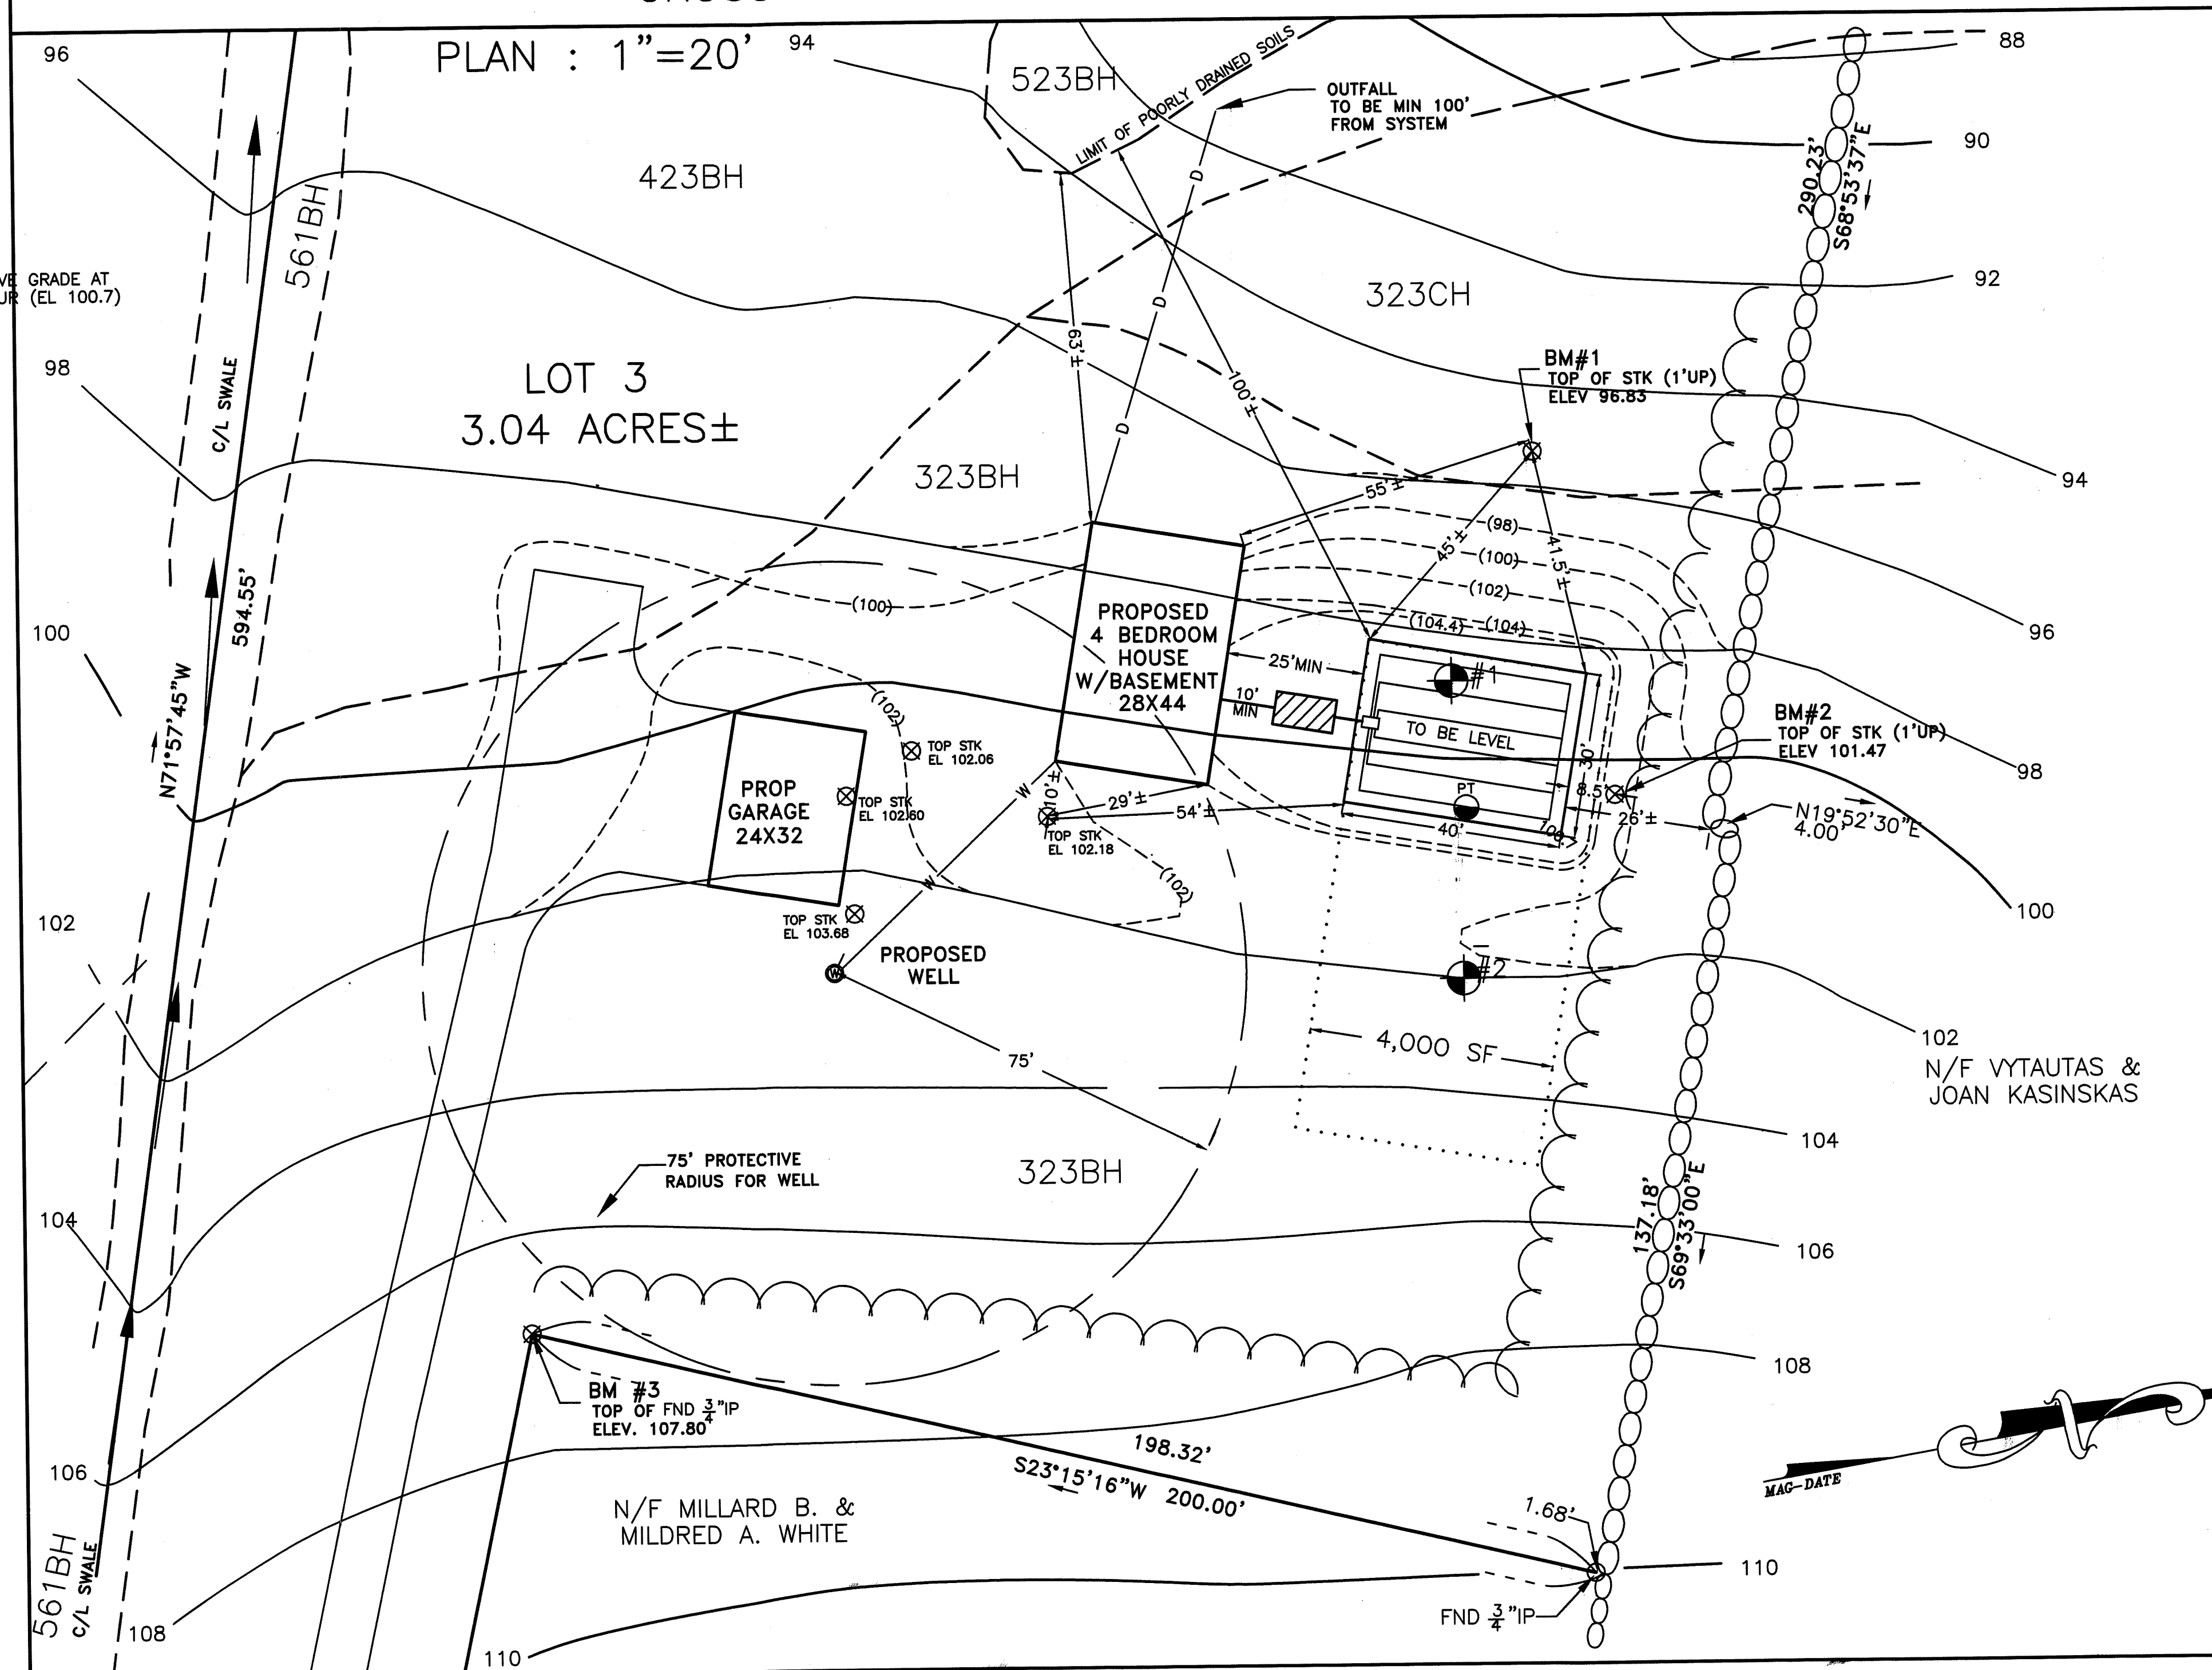 PLAN : 1"=20'
96
94
88
523BH
LIMIT OF POORLY DRAINED SOILS
OUTFALL
TO BE MIN 100'
FROM SYSTEM
90
423BH
561BH
D
290.23'
S68°53'37"E
D
92
323CH
GRADE AT
(EL 100.7)
98
C/L SWALE
LOT 3
3.04 ACRES±
63'±
100'±
D
BM#1
TOP OF STK (1'UP)
ELEV 96.83
94
323BH
55'±
45'±
41.5'±
(98)
(100)
(102)
(104.4)
(104)
(100)
96
100
594.55'
N71°57'45"W
PROPOSED
4 BEDROOM
HOUSE
W/BASEMENT
28X44
25'MIN
10'
MIN
#1
TO BE LEVEL
30'
PT
8.5'
40'
100.
BM#2
TOP OF STK (1'UP)
ELEV 101.47
98
26'±
N19°52'30"E
4.00'
(102)
TOP STK
EL 102.06
PROP
GARAGE
24X32
TOP STK
EL 102.60
W
10'±
29'±
54'±
TOP STK
EL 102.18
(102)
W
100
102
TOP STK
EL 103.68
W
PROPOSED
WELL
#2
4,000 SF
102
N/F VYTAUTAS &
JOAN KASINSKAS
75'
104
75' PROTECTIVE
RADIUS FOR WELL
323BH
104
137.18'
S69°33'00"E
106
108
BM #3
TOP OF FND 3/4"IP
ELEV. 107.80
198.32'
S23°15'16"W 200.00'
MAG-DATE
N
106
N/F MILLARD B. &
MILDRED A. WHITE
1.68'
110
561BH
C/L SWALE
108
FND 3/4"IP
110